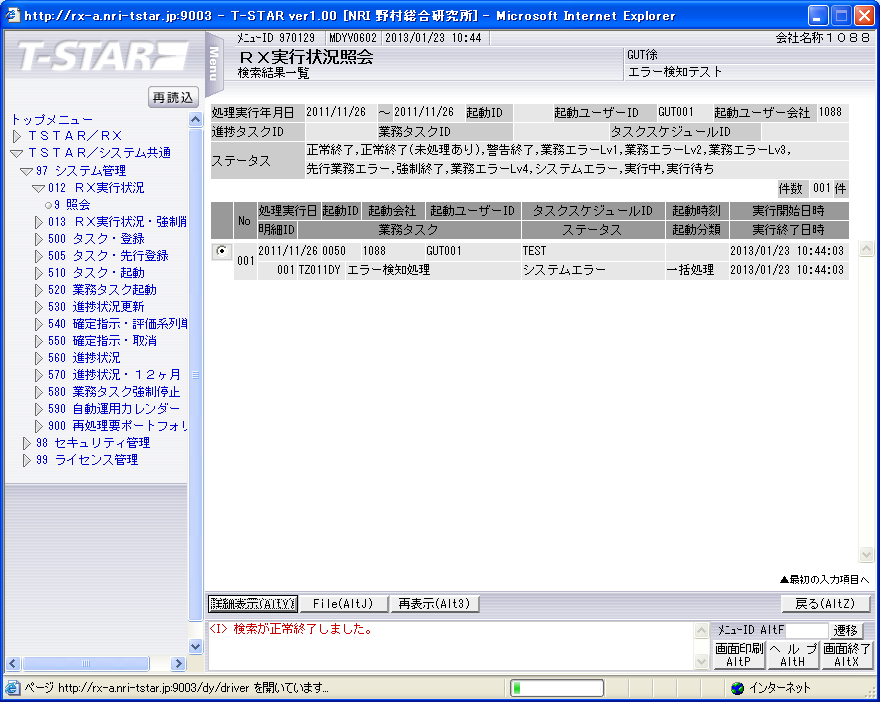 http://rx-a.nri-tstar.jp:9003 - T-STAR ver1.00 [NRI 野村総合研究所] - Microsoft Internet Explorer
T-STAR
Menu
ﾒﾆｭｰID 970129 MDYV0602 2013/01/23 10:44 会社名称1088
ＲＸ実行状況照会
検索結果一覧
GUT徐
エラー検知テスト
再読込
トップメニュー
ＴＳＴＡＲ／ＲＸ
ＴＳＴＡＲ／システム共通
97 システム管理
012 ＲＸ実行状況
9 照会
013 ＲＸ実行状況・強制
500 タスク・登録
505 タスク・先行登録
510 タスク・起動
520 業務タスク起動
530 進捗状況更新
540 確定指示・評価系列
550 確定指示・取消
560 進捗状況
570 進捗状況・１２ヶ月
580 業務タスク強制停止
590 自動運用カレンダー
900 再処理要ポートフォリ
98 セキュリティ管理
99 ライセンス管理
処理実行年月日 2011/11/26 ～ 2011/11/26 起動ID 起動ユーザーID GUT001 起動ユーザー会社 1088
進捗タスクID 業務タスクID タスクスケジュールID
ステータス 正常終了,正常終了(未処理あり),警告終了,業務エラーLv1,業務エラーLv2,業務エラーLv3,
先行業務エラー,強制終了,業務エラーLv4,システムエラー,実行中,実行待ち
件数 001 件
No 処理実行日 起動ID 起動会社 起動ユーザーID タスクスケジュールID 起動時刻 実行開始日時
明細ID 業務タスク ステータス 起動分類 実行終了日時
001 2011/11/26 0050 1088 GUT001 TEST 2013/01/23 10:44:03
001 TZ011DY エラー検知処理 システムエラー 一括処理 2013/01/23 10:44:03
▲最初の入力項目へ
詳細表示(AltY) File(AltJ) 再表示(Alt3) 戻る(AltZ)
<I> 検索が正常終了しました。
ﾒﾆｭｰID AltF 遷移
画面印刷 AltP
ヘルプ AltH
画面終了 AltX
ページ http://rx-a.nri-tstar.jp:9003/dy/driver を開いています...
インターネット